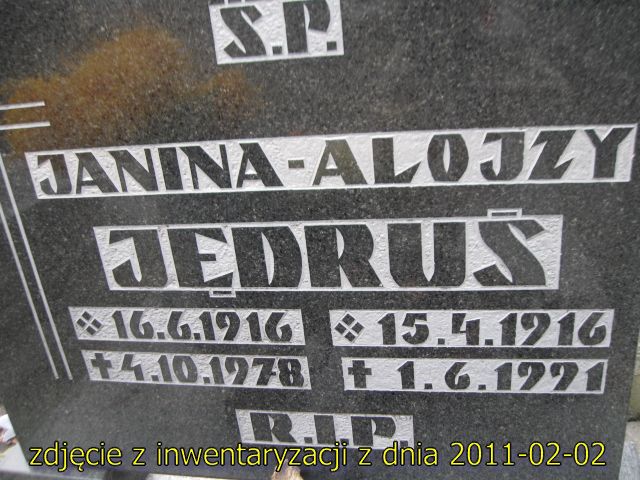 Ś.P.
JANINA-ALOJZY
JĘDRUŚ
16.6.1916 15.4.1916
✝4.10.1978 ✝1.6.1991
R.I.P.
zdjęcie z inwentaryzacji z dnia 2011-02-02